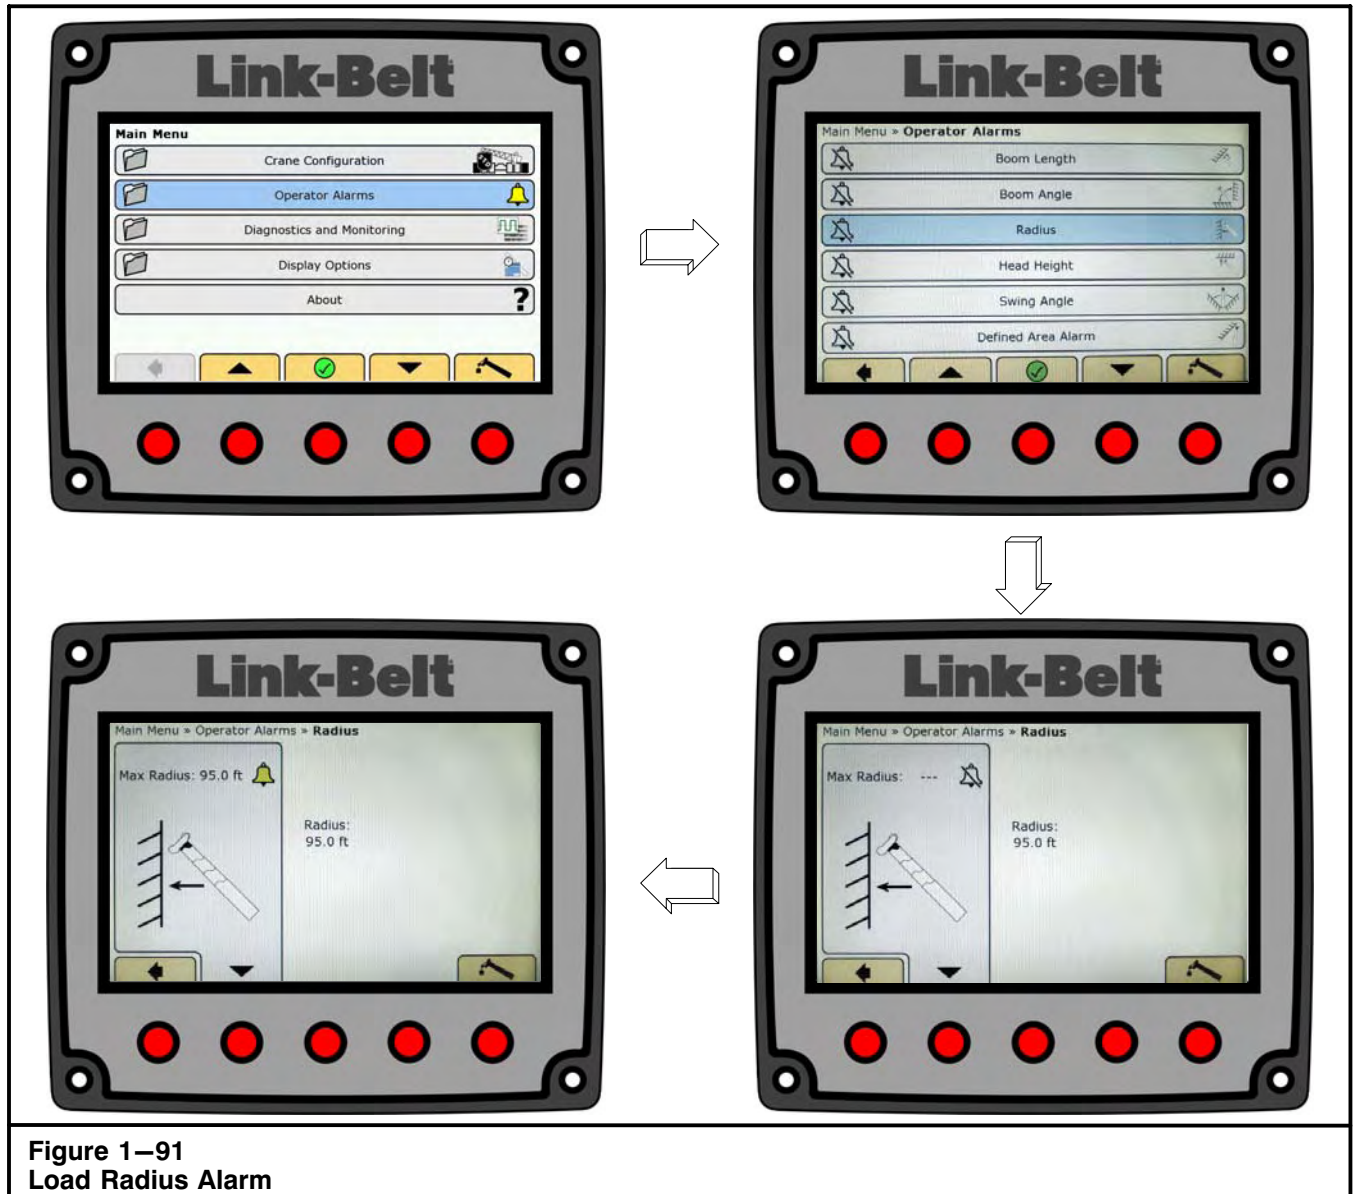 Link-Belt
Main Menu
Crane Configuration
Operator Alarms
Diagnostics and Monitoring
Display Options
About
?
Link-Belt
Main Menu » Operator Alarms
Boom Length
Boom Angle
Radius
Head Height
Swing Angle
Defined Area Alarm
Link-Belt
Main Menu » Operator Alarms » Radius
Max Radius: 95.0 ft
Radius:
95.0 ft
Link-Belt
Main Menu » Operator Alarms » Radius
Max Radius: ---
Radius:
95.0 ft
Figure 1–91
Load Radius Alarm